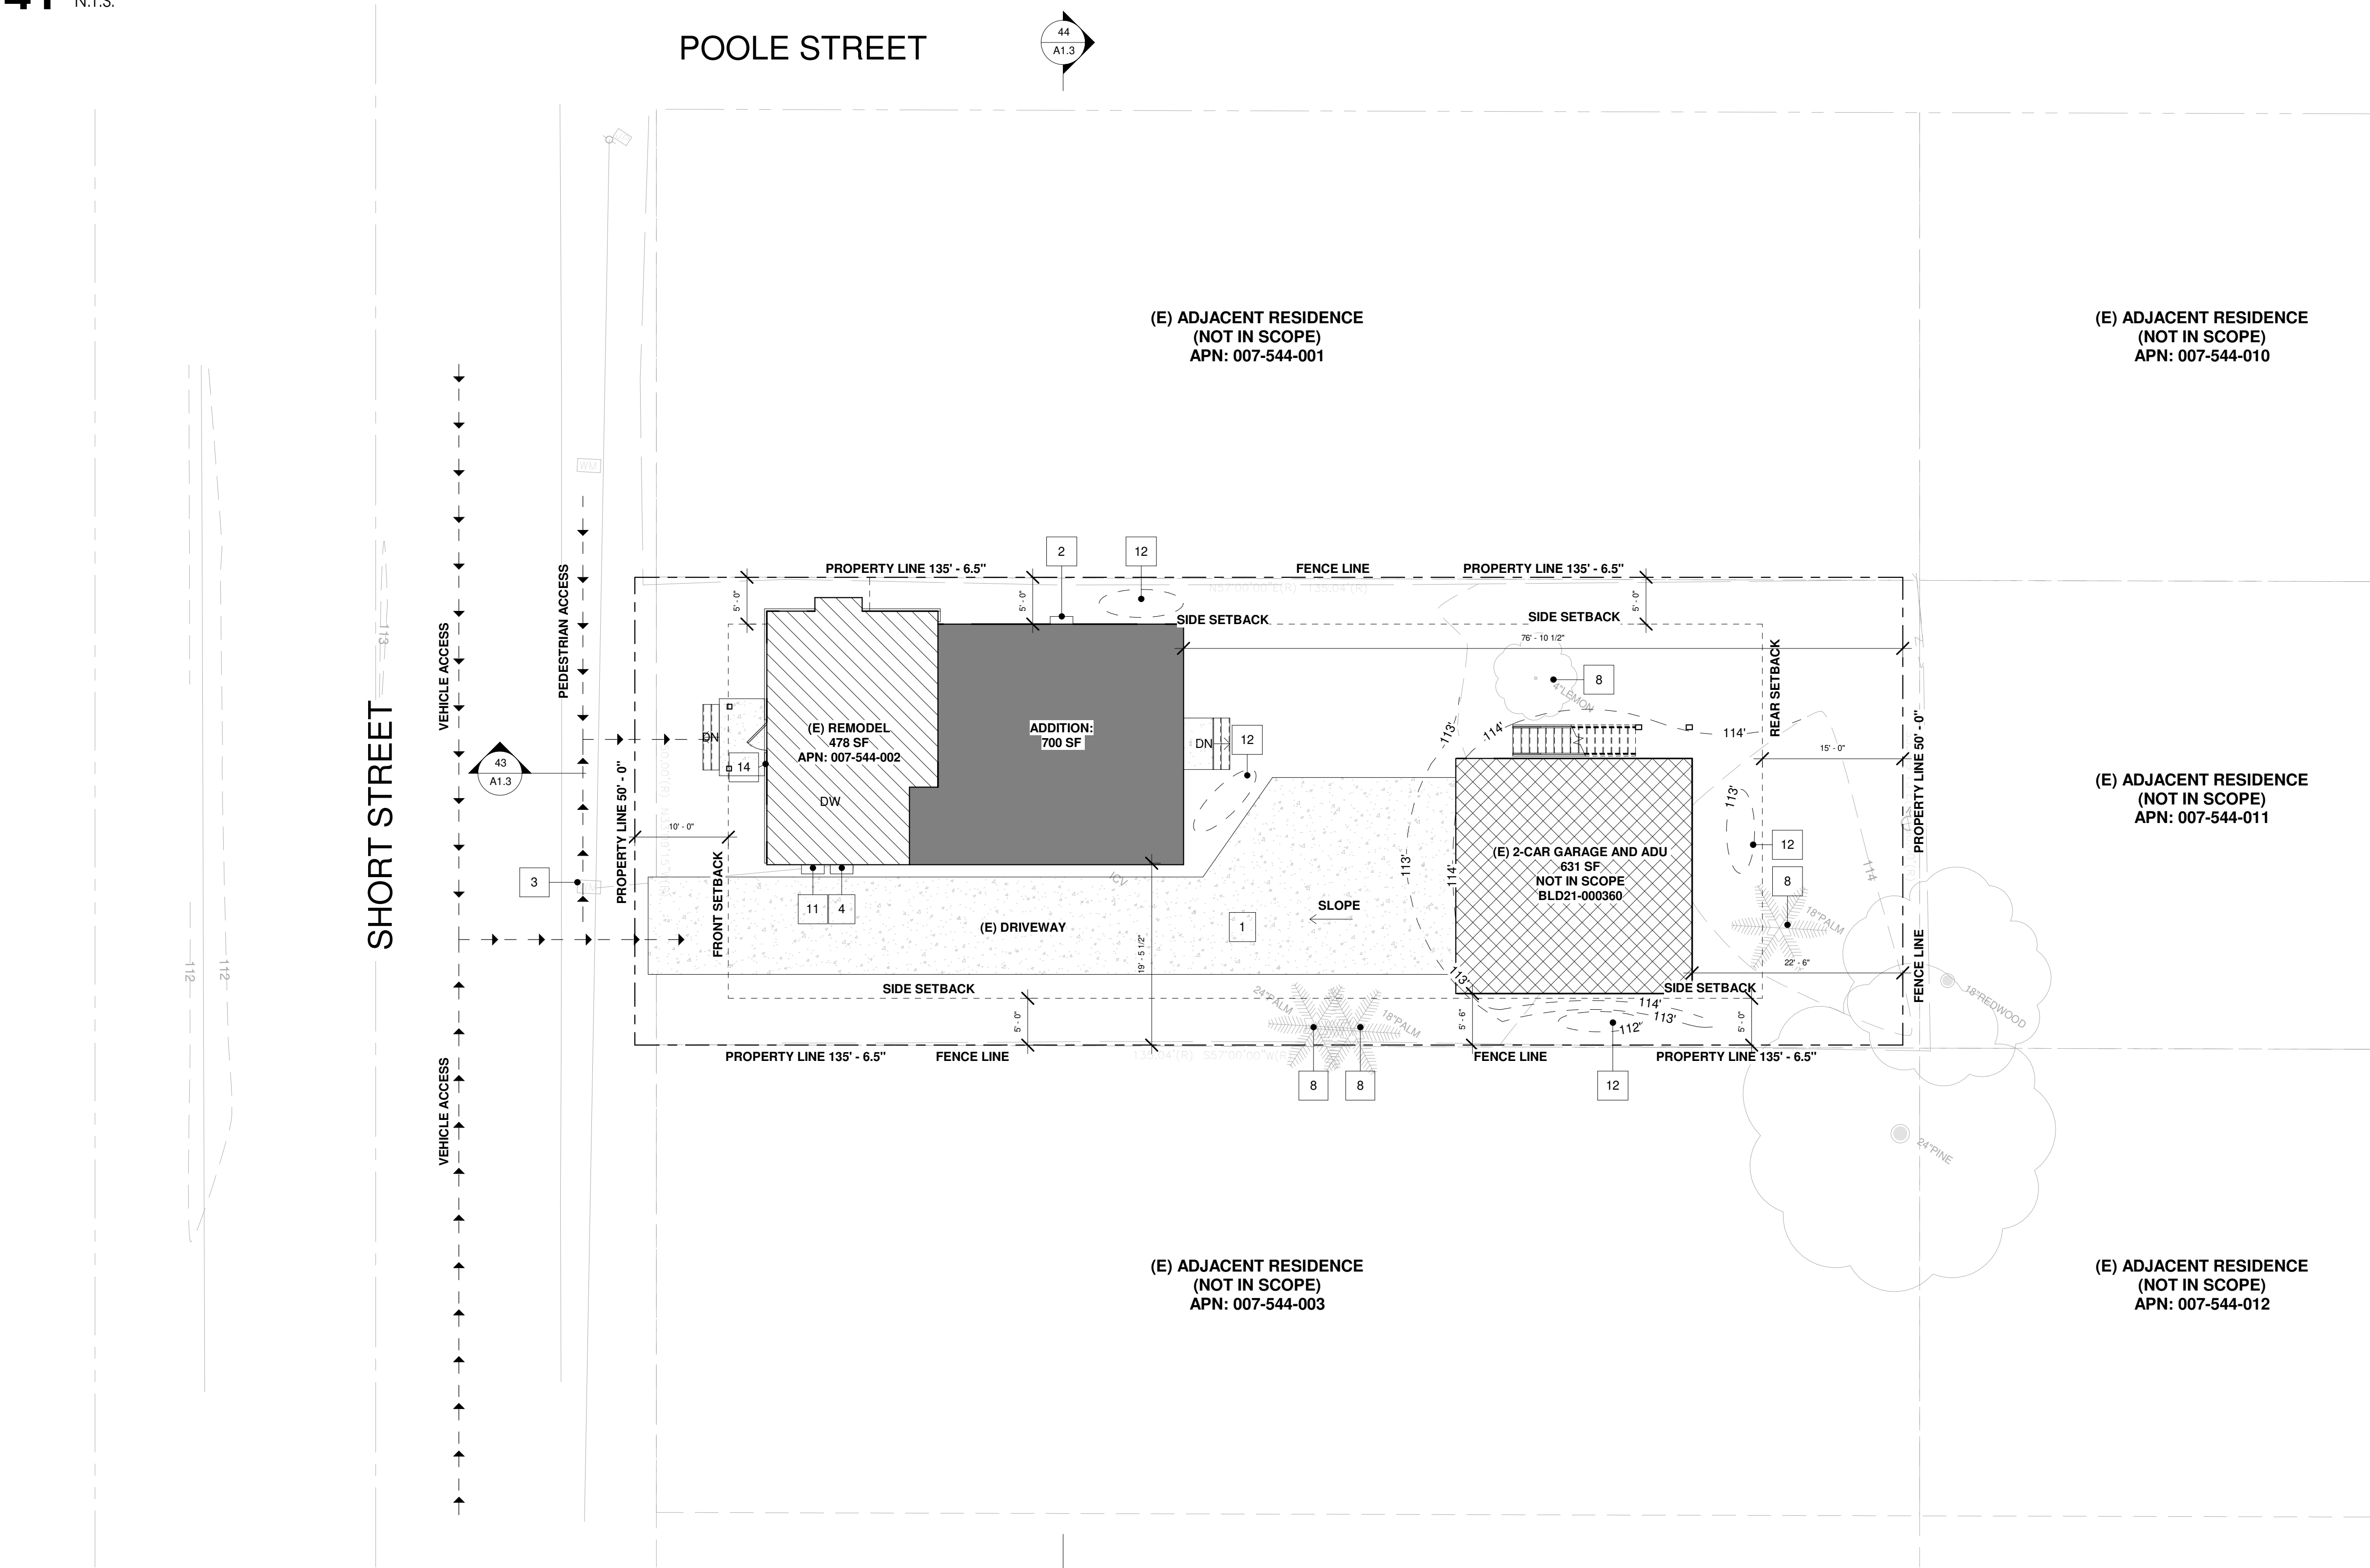 41
N.T.S.
POOLE STREET
44
A1.3
(E) ADJACENT RESIDENCE
(NOT IN SCOPE)
APN: 007-544-001
(E) ADJACENT RESIDENCE
(NOT IN SCOPE)
APN: 007-544-010
WM
2
12
PROPERTY LINE 135' - 6.5"
FENCE LINE
PROPERTY LINE 135' - 6.5"
5' - 0"
5' - 0"
5' - 0"
SIDE SETBACK
SIDE SETBACK
76' - 10 1/2"
VEHICLE ACCESS
PEDESTRIAN ACCESS
113
SHORT STREET
8
4"LEMON
REAR SETBACK
(E) REMODEL
478 SF
APN: 007-544-002
ADDITION:
700 SF
DN
14
DW
DN
12
113'
114'
114'
15' - 0"
PROPERTY LINE 50' - 0"
43
A1.3
PROPERTY LINE 50' - 0"
10' - 0"
(E) ADJACENT RESIDENCE
(NOT IN SCOPE)
APN: 007-544-011
113'
12
8
18"PALM
114
(E) 2-CAR GARAGE AND ADU
631 SF
NOT IN SCOPE
BLD21-000360
113'
114'
3
FRONT SETBACK
11
4
ICV
(E) DRIVEWAY
1
SLOPE
19' - 5 1/2"
22' - 6"
FENCE LINE
18"REDWOOD
112
112
SIDE SETBACK
5' - 0"
113'
SIDE SETBACK
114'
113'
112'
5' - 6"
5' - 0"
24"PALM
18"PALM
PROPERTY LINE 135' - 6.5"
FENCE LINE
FENCE LINE
PROPERTY LINE 135' - 6.5"
8
8
12
VEHICLE ACCESS
24"PINE
(E) ADJACENT RESIDENCE
(NOT IN SCOPE)
APN: 007-544-003
(E) ADJACENT RESIDENCE
(NOT IN SCOPE)
APN: 007-544-012